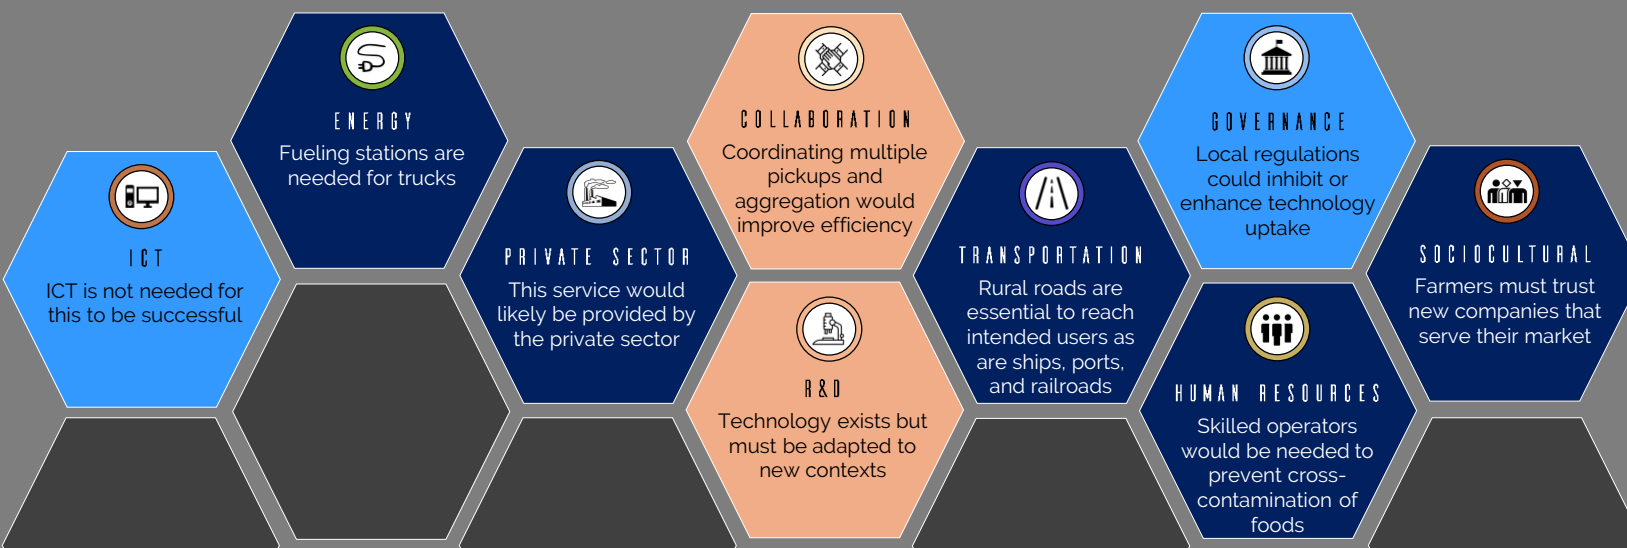 ENERGY
Fueling stations are
needed for trucks
COLLABORATION
Coordinating multiple
pickups and
aggregation would
improve efficiency
GOVERNANCE
Local regulations
could inhibit or
enhance technology
uptake
ICT
ICT is not needed for
this to be successful
PRIVATE SECTOR
This service would
likely be provided by
the private sector
TRANSPORTATION
Rural roads are
essential to reach
intended users as
are ships, ports,
and railroads
SOCIOCULTURAL
Farmers must trust
new companies that
serve their market
R&D
Technology exists but
must be adapted to
new contexts
HUMAN RESOURCES
Skilled operators
would be needed to
prevent cross-
contamination of
foods